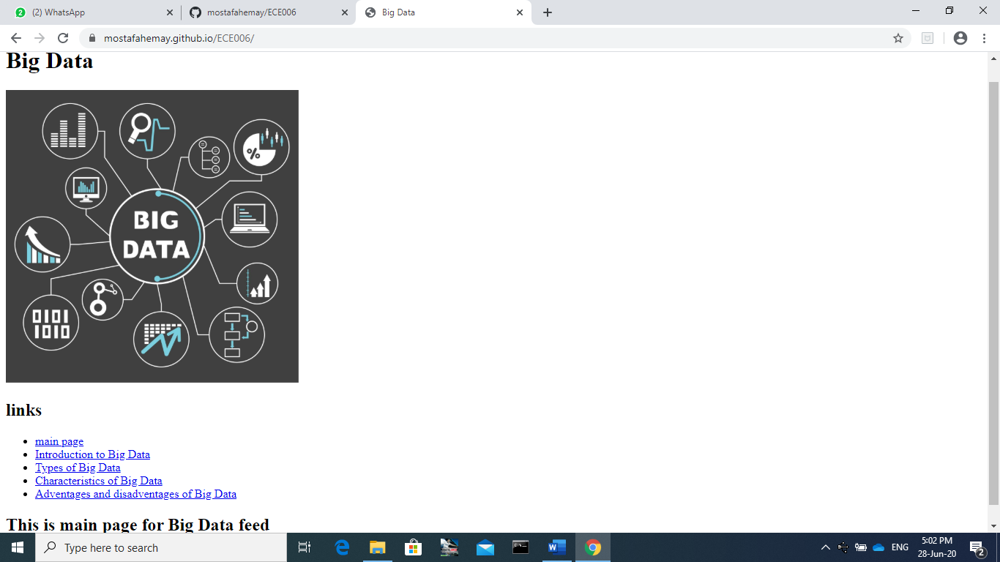 (2) WhatsApp
mostafahemay/ECE006
Big Data
mostafahemay.github.io/ECE006/
Big Data
%
BIG
DATA
0101
1010
links
main page
Introduction to Big Data
Types of Big Data
Characteristics of Big Data
Adventages and disadventages of Big Data
This is main page for Big Data feed
Type here to search
ENG
5:02 PM
28-Jun-20
2